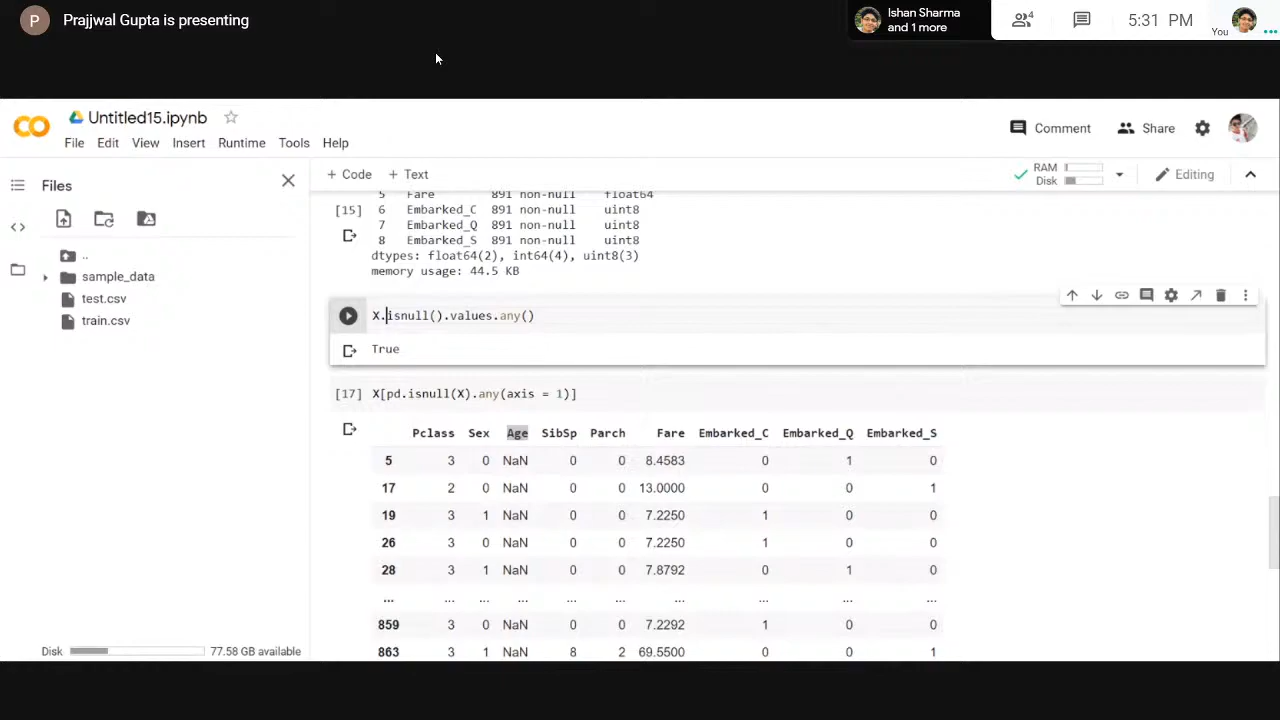 P Prajjwal Gupta is presenting
Ishan Sharma
and 1 more
4
5:31 PM
You
Untitled15.ipynb
File Edit View Insert Runtime Tools Help
Comment
Share
Files
+ Code + Text
RAM
Disk
Editing
..
sample_data
test.csv
train.csv
Disk 77.58 GB available
5 Fare 891 non-null float64
[15] 6 Embarked_C 891 non-null uint8
7 Embarked_Q 891 non-null uint8
8 Embarked_S 891 non-null uint8
dtypes: float64(2), int64(4), uint8(3)
memory usage: 44.5 KB
X.isnull().values.any()
True
[17] X[pd.isnull(X).any(axis = 1)]
Pclass Sex Age SibSp Parch Fare Embarked_C Embarked_Q Embarked_S
5 3 0 NaN 0 0 8.4583 0 1 0
17 2 0 NaN 0 0 13.0000 0 0 1
19 3 1 NaN 0 0 7.2250 1 0 0
26 3 0 NaN 0 0 7.2250 1 0 0
28 3 1 NaN 0 0 7.8792 0 1 0
... ... ... ... ... ... ... ... ... ...
859 3 0 NaN 0 0 7.2292 1 0 0
863 3 1 NaN 8 2 69.5500 0 0 1